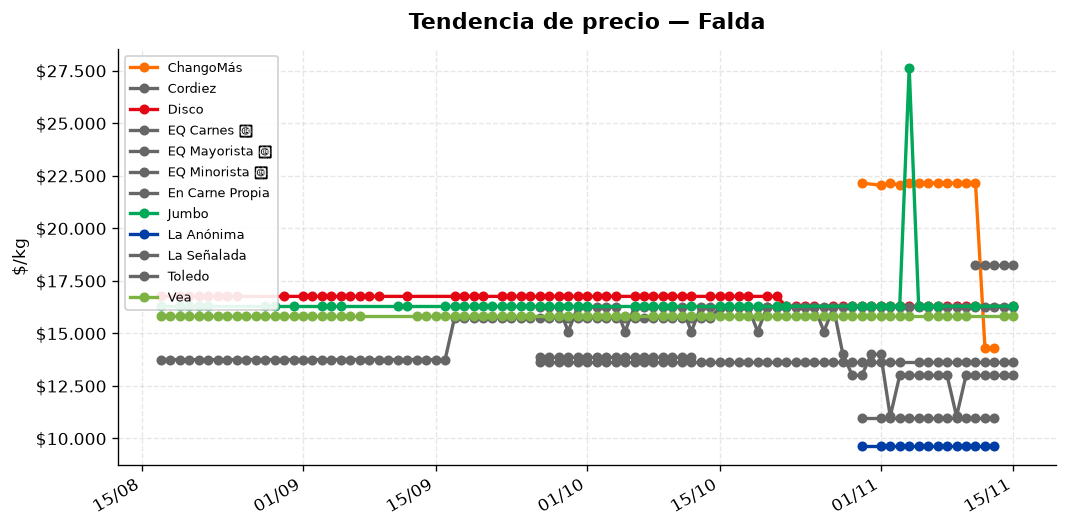 Tendencia de precio — Falda
$/kg
$27.500
$25.000
$22.500
$20.000
$17.500
$15.000
$12.500
$10.000
ChangoMás
Cordiez
Disco
EQ Carnes
EQ Mayorista
EQ Minorista
En Carne Propia
Jumbo
La Anónima
La Señalada
Toledo
Vea
15/08
01/09
15/09
01/10
15/10
01/11
15/11